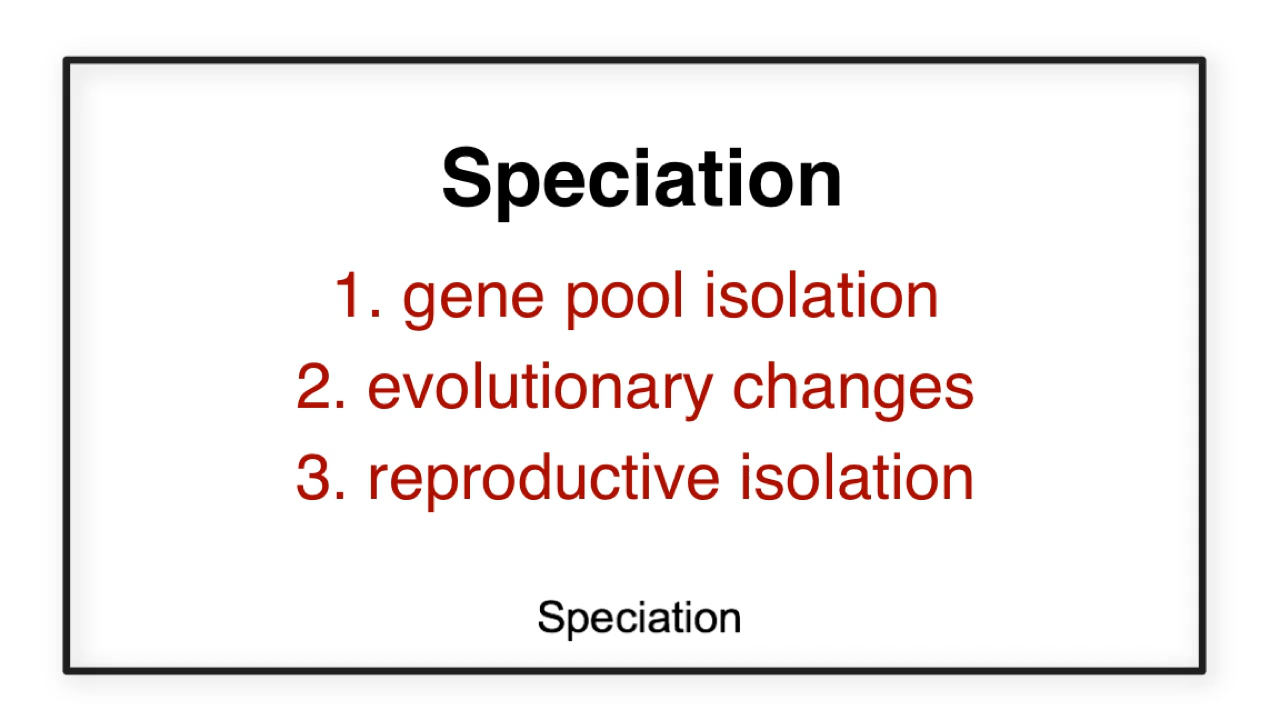 Speciation
1. gene pool isolation
2. evolutionary changes
3. reproductive isolation
Speciation